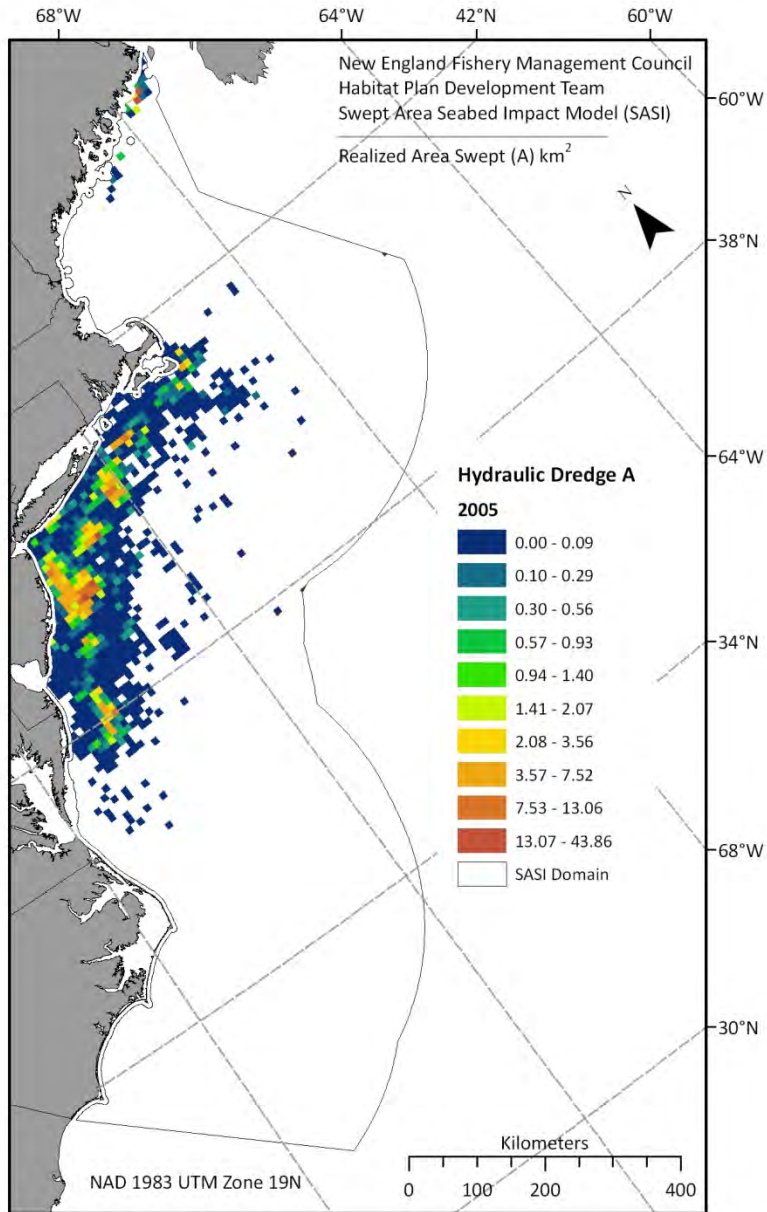 68°W 64°W 42°N 60°W
New England Fishery Management Council
Habitat Plan Development Team
Swept Area Seabed Impact Model (SASI)
Realized Area Swept (A) km²
60°W
N
38°N
64°W
Hydraulic Dredge A
2005
0.00 - 0.09
0.10 - 0.29
0.30 - 0.56
0.57 - 0.93
0.94 - 1.40
1.41 - 2.07
2.08 - 3.56
3.57 - 7.52
7.53 - 13.06
13.07 - 43.86
SASI Domain
34°N
68°W
30°N
Kilometers
0 100 200 400
NAD 1983 UTM Zone 19N